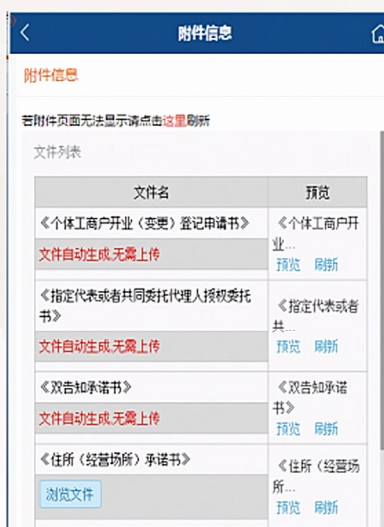 附件信息
附件信息
若附件页面无法显示请点击这里刷新
文件列表
文件名
预览
《个体工商户开业（变更）登记申请书》
文件自动生成,无需上传
《个体工商户开
业...
预览 刷新
《指定代表或者共同委托代理人授权委托
书》
文件自动生成,无需上传
《指定代表或者
共...
预览 刷新
《双告知承诺书》
文件自动生成,无需上传
《双告知承诺
书》
预览 刷新
《住所（经营场所）承诺书》
浏览文件
《住所（经营场
所...
预览 刷新